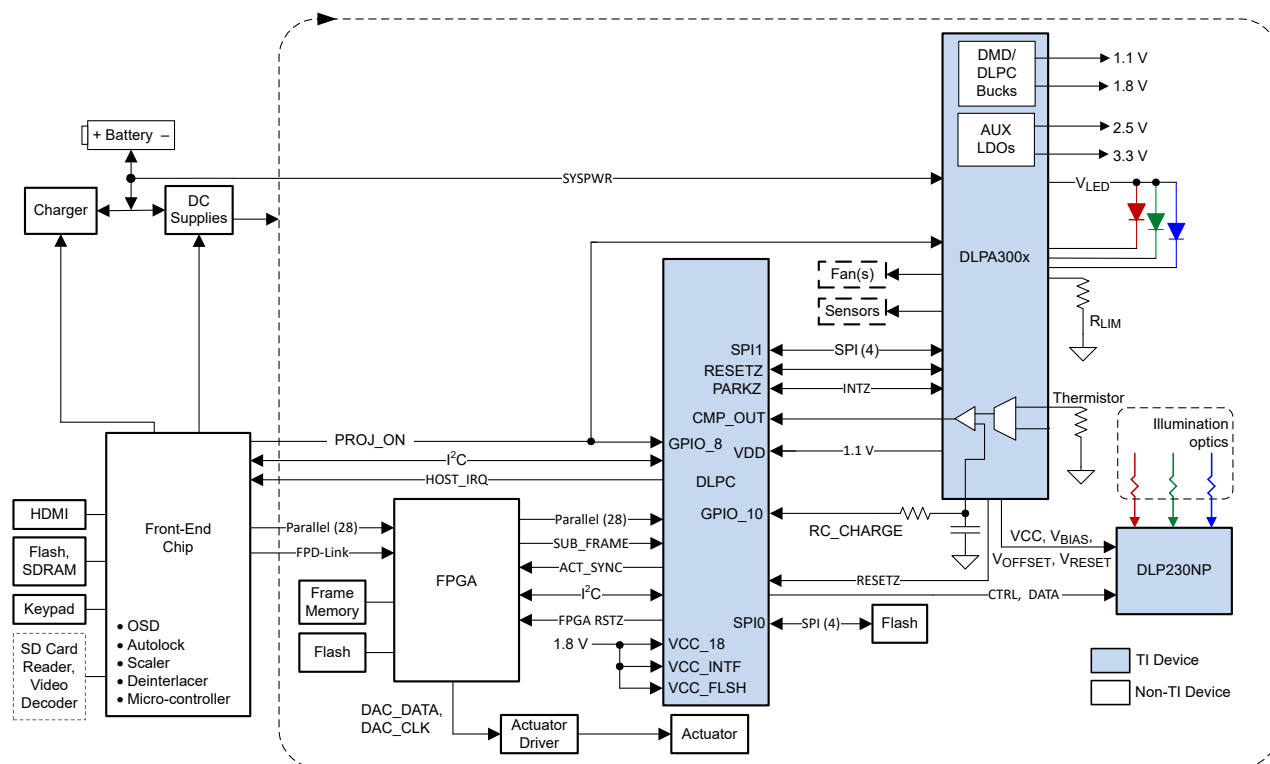 DMD/
DLPC
Bucks
1.1 V
1.8 V
AUX
LDOs
2.5 V
3.3 V
+ Battery –
SYSPWR
VLED
Charger
DC
Supplies
DLPA300x
Fan(s)
Sensors
RLIM
SPI1
SPI (4)
RESETZ
PARKZ
INTZ
CMP_OUT
Thermistor
PROJ_ON
GPIO_8
VDD
1.1 V
Illumination
optics
I2C
HOST_IRQ
DLPC
HDMI
Front-End
Chip
Parallel (28)
FPD-Link
FPGA
Parallel (28)
SUB_FRAME
ACT_SYNC
I2C
FPGA RSTZ
GPIO_10
RC_CHARGE
VCC, VBIAS,
VOFFSET, VRESET
DLP230NP
RESETZ
CTRL, DATA
Flash,
SDRAM
Keypad
SD Card
Reader,
Video
Decoder
• OSD
• Autolock
• Scaler
• Deinterlacer
• Micro-controller
Frame
Memory
Flash
SPI0
SPI (4)
Flash
1.8 V
VCC_18
VCC_INTF
VCC_FLSH
TI Device
Non-TI Device
DAC_DATA,
DAC_CLK
Actuator
Driver
Actuator